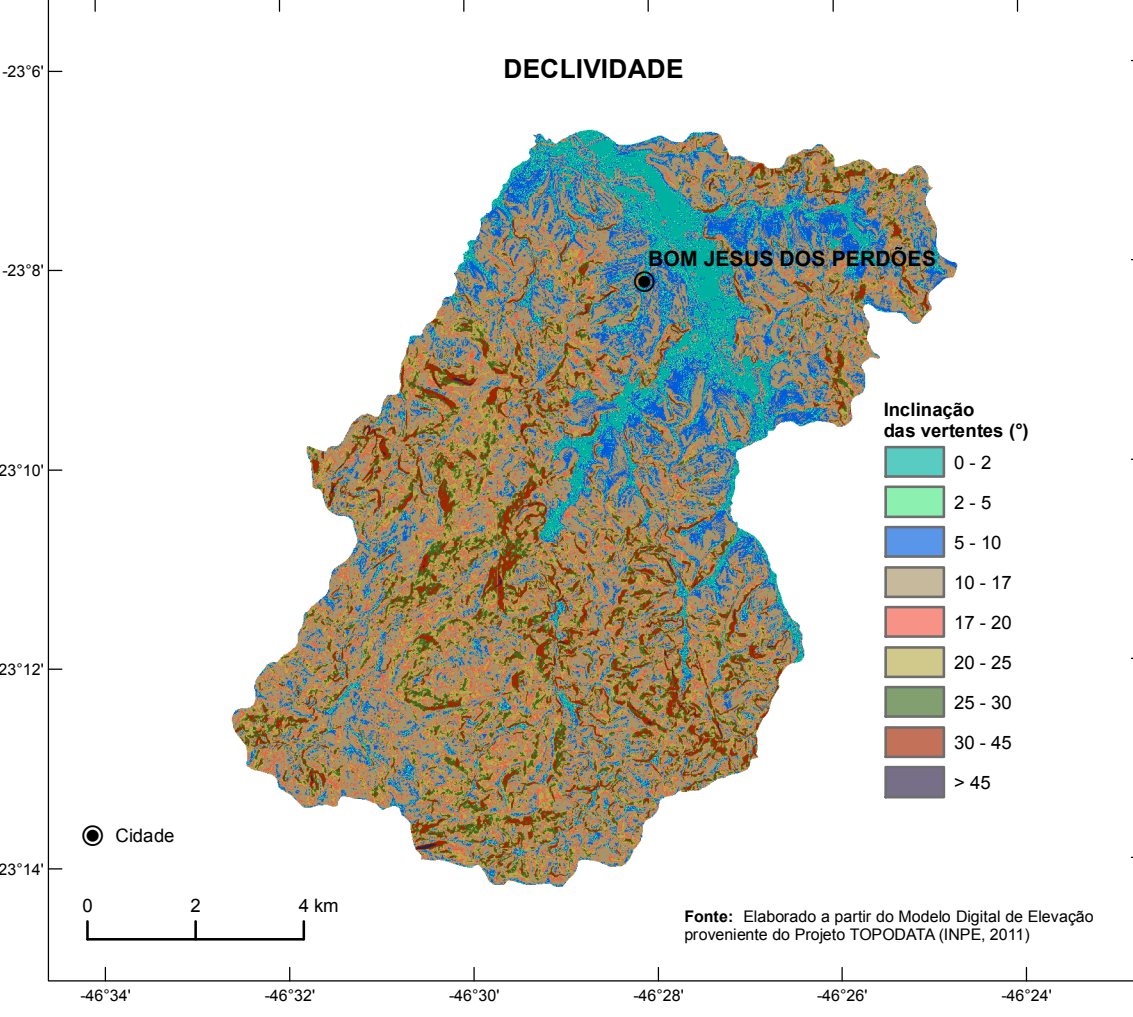 DECLIVIDADE
-23°6'
-23°8'
23°10'
23°12'
23°14'
BOM JESUS DOS PERDÕES
Inclinação
das vertentes (°)
0 - 2
2 - 5
5 - 10
10 - 17
17 - 20
20 - 25
25 - 30
30 - 45
> 45
Cidade
0 2 4 km
Fonte: Elaborado a partir do Modelo Digital de Elevação
proveniente do Projeto TOPODATA (INPE, 2011)
-46°34' -46°32' -46°30' -46°28' -46°26' -46°24'